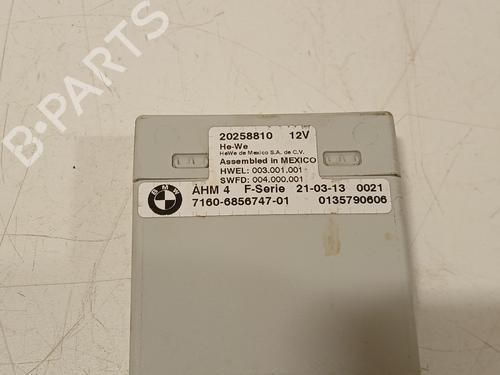 20258810 12V
He-We
HeWe de Mexico S.A. de C.V.
Assembled in MEXICO
HWEL: 003.001.001
SWFD: 004.000.001
BMW
AHM 4 F-Serie 21-03-13 0021
7160-6856747-01 0135790606
B-PARTS